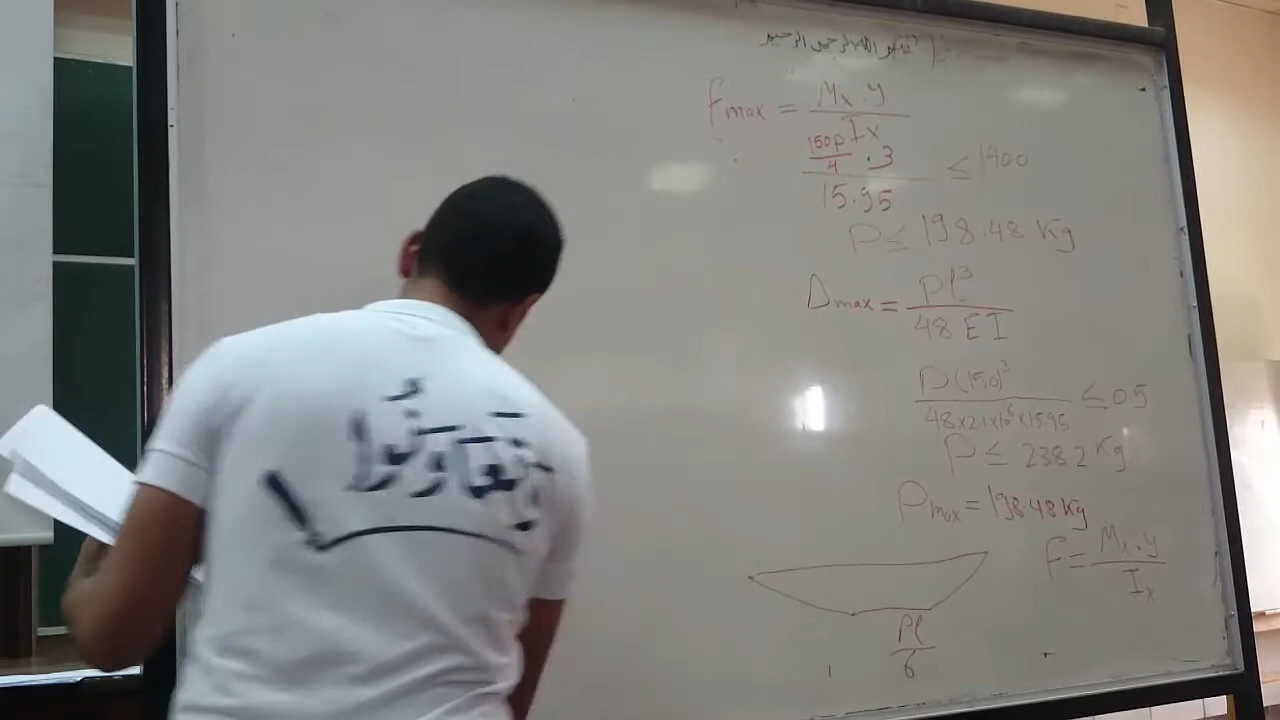 بسم الله الرحمن الرحيم
Fmax = Mx.y / Ix
150P/4 .3 / 15.95 ≤ 1400
P ≤ 198.48 Kg
Δmax = Pl³ / 48 EI
P(150)³ / 48x2.1x10⁶x15.95 ≤ 0.5
P ≤ 238.2 Kg
Pmax = 198.48 Kg
F = Mx.y / Ix
Pl / 6
وتعاونوا